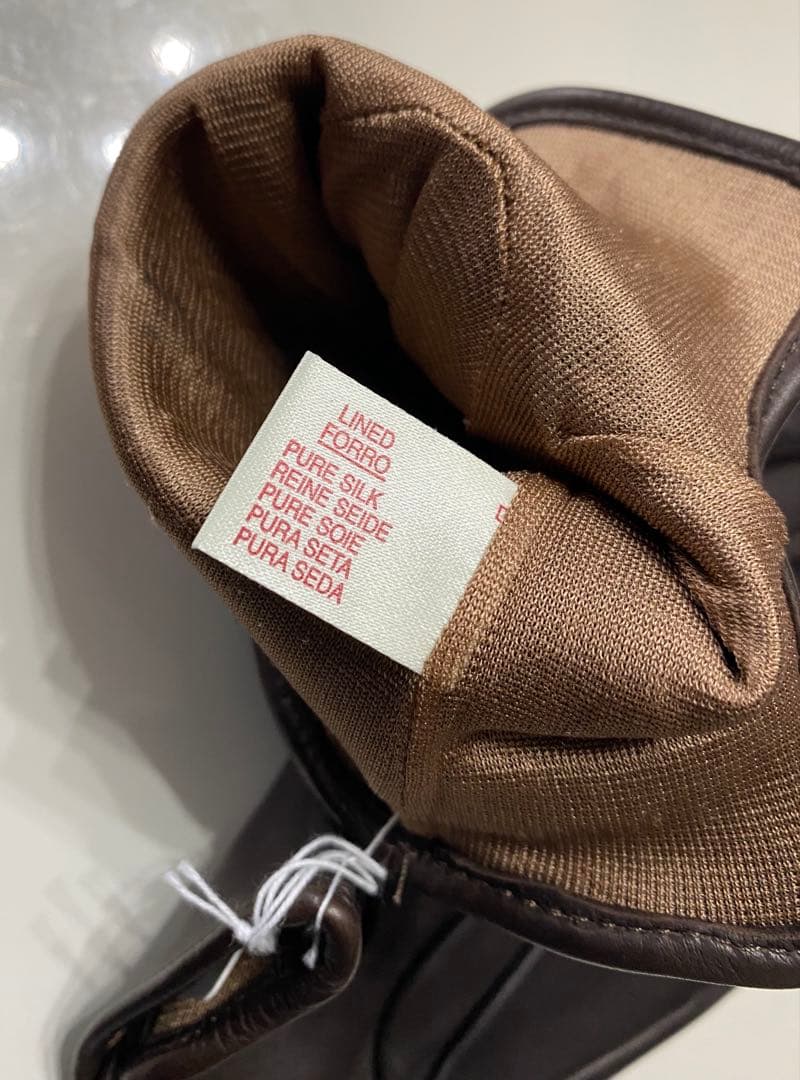 LINED
FORRO
PURE SILK
REINE SEIDE
PURE SOIE
PURA SETA
PURA SEDA